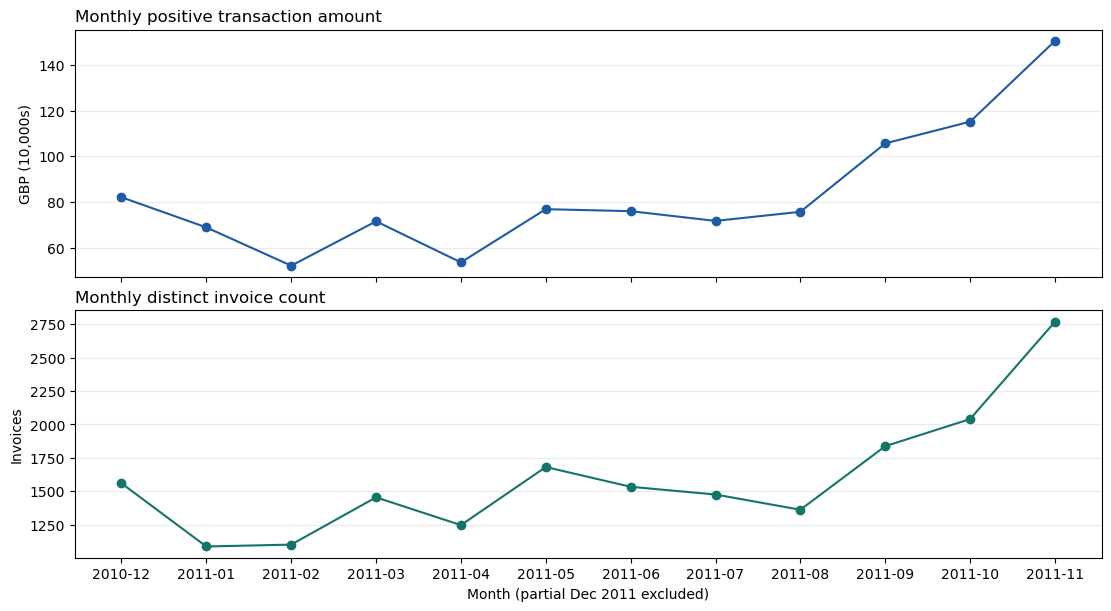 Monthly positive transaction amount
GBP (10,000s)
140
120
100
80
60
Monthly distinct invoice count
Invoices
2750
2500
2250
2000
1750
1500
1250
2010-12 2011-01 2011-02 2011-03 2011-04 2011-05 2011-06 2011-07 2011-08 2011-09 2011-10 2011-11
Month (partial Dec 2011 excluded)